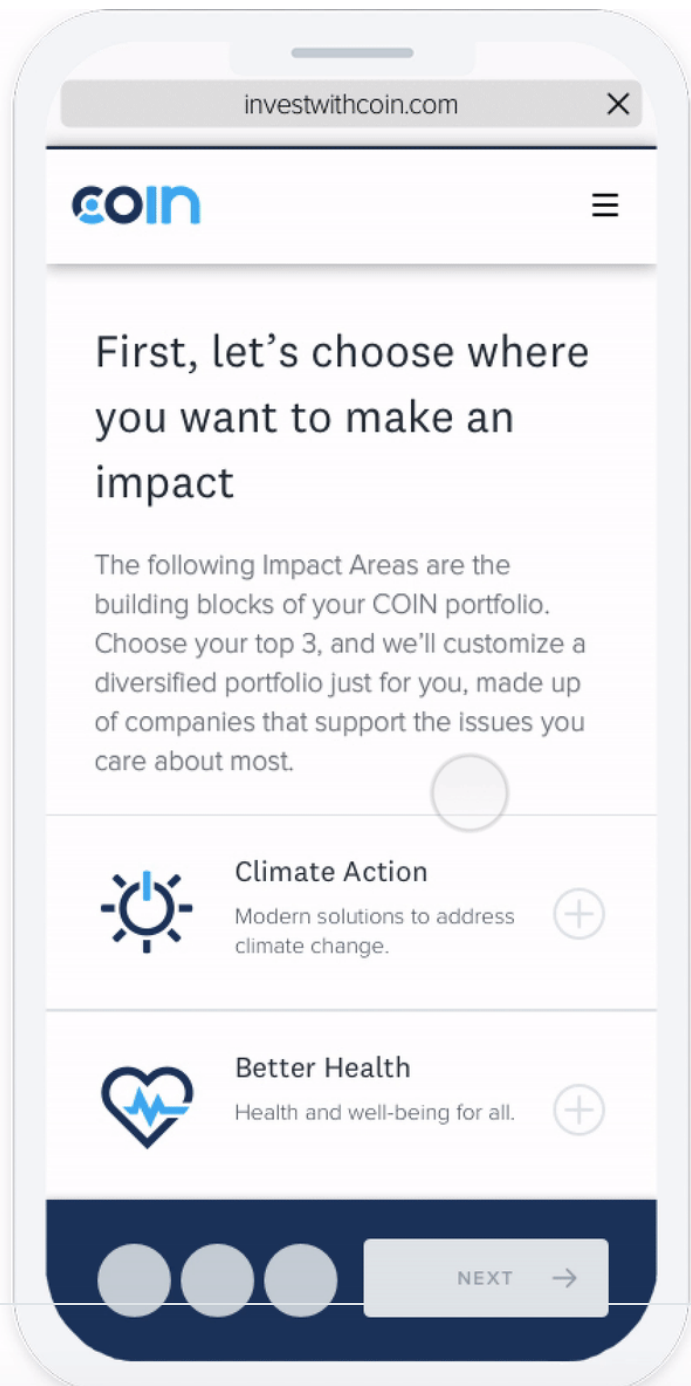 investwithcoin.com
coin
First, let's choose where
you want to make an
impact
The following Impact Areas are the
building blocks of your COIN portfolio.
Choose your top 3, and we'll customize a
diversified portfolio just for you, made up
of companies that support the issues you
care about most.
Climate Action
Modern solutions to address
climate change.
Better Health
Health and well-being for all.
NEXT